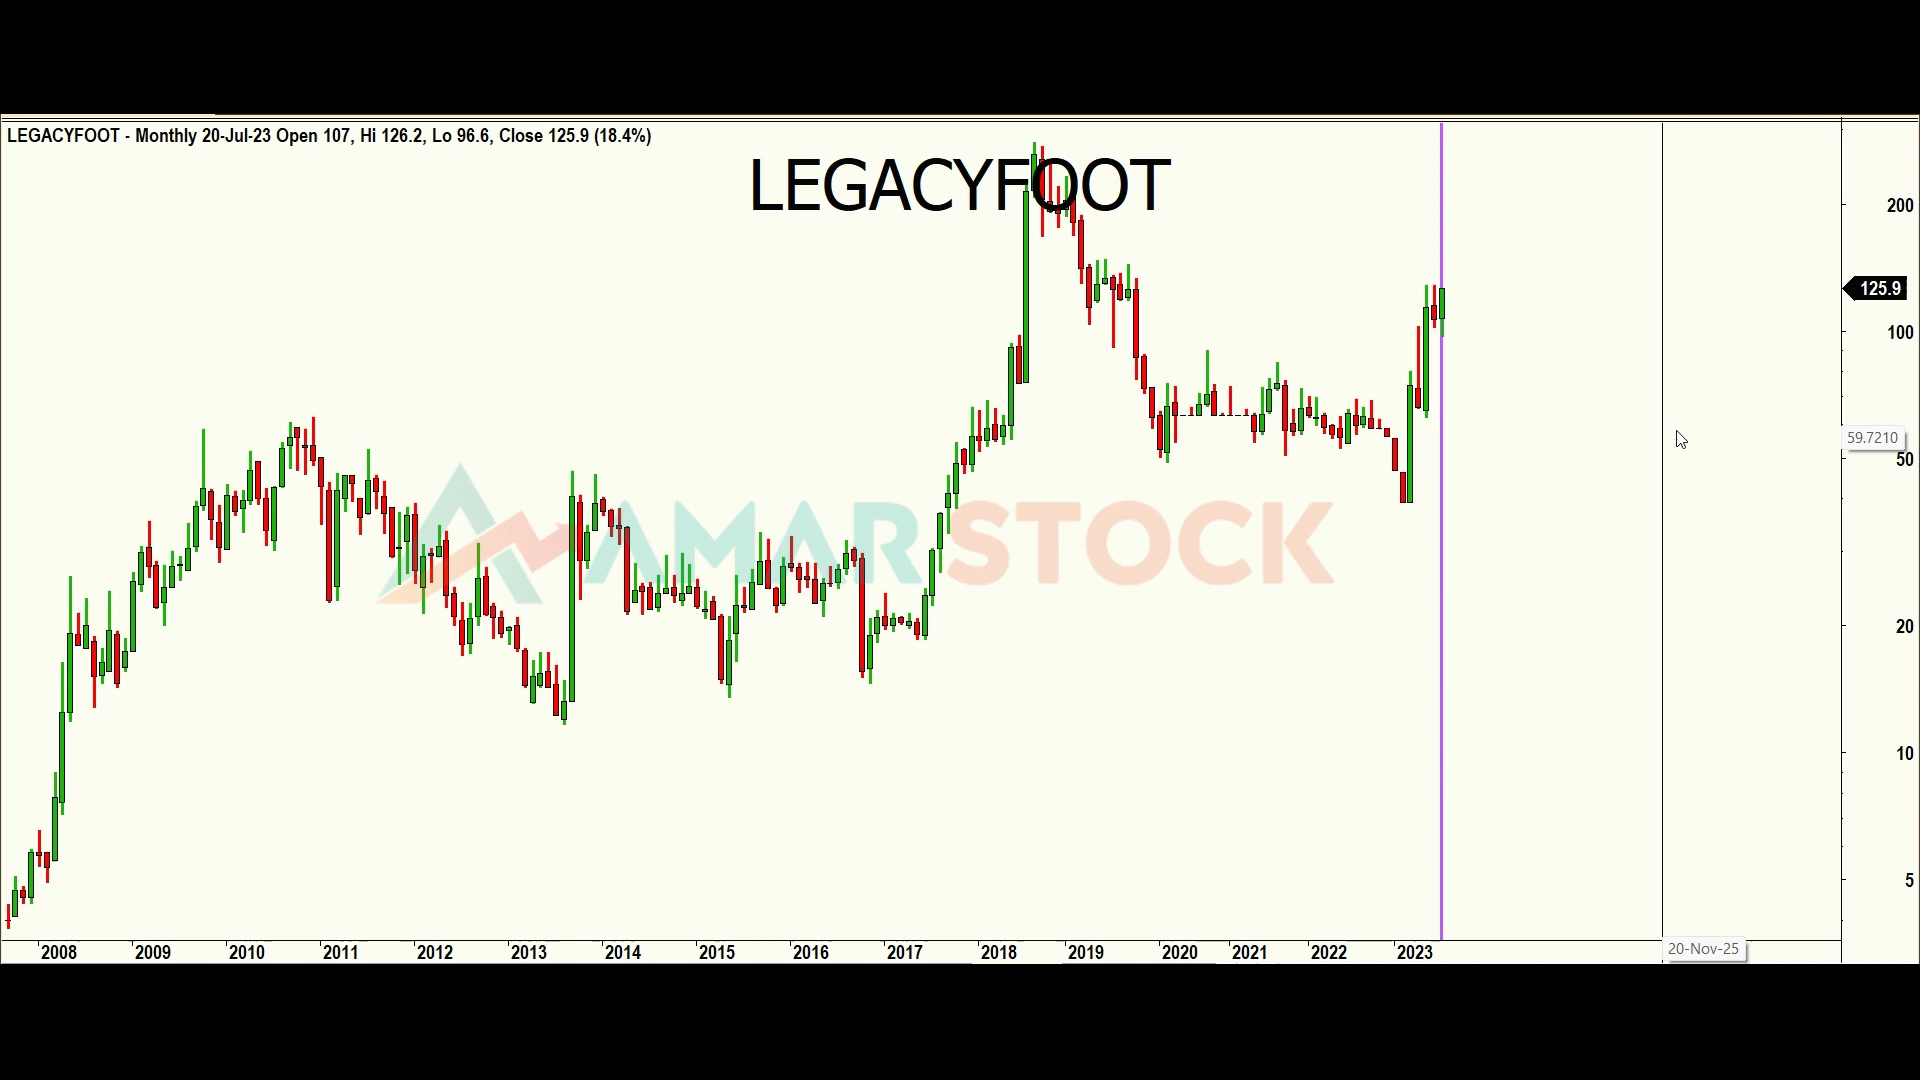 LEGACYFOOT - Monthly 20-Jul-23 Open 107, Hi 126.2, Lo 96.6, Close 125.9 (18.4%)
LEGACYFOOT
200
125.9
100
59.7210
50
AMARSTOCK
20
10
5
2008 2009 2010 2011 2012 2013 2014 2015 2016 2017 2018 2019 2020 2021 2022 2023 20-Nov-25